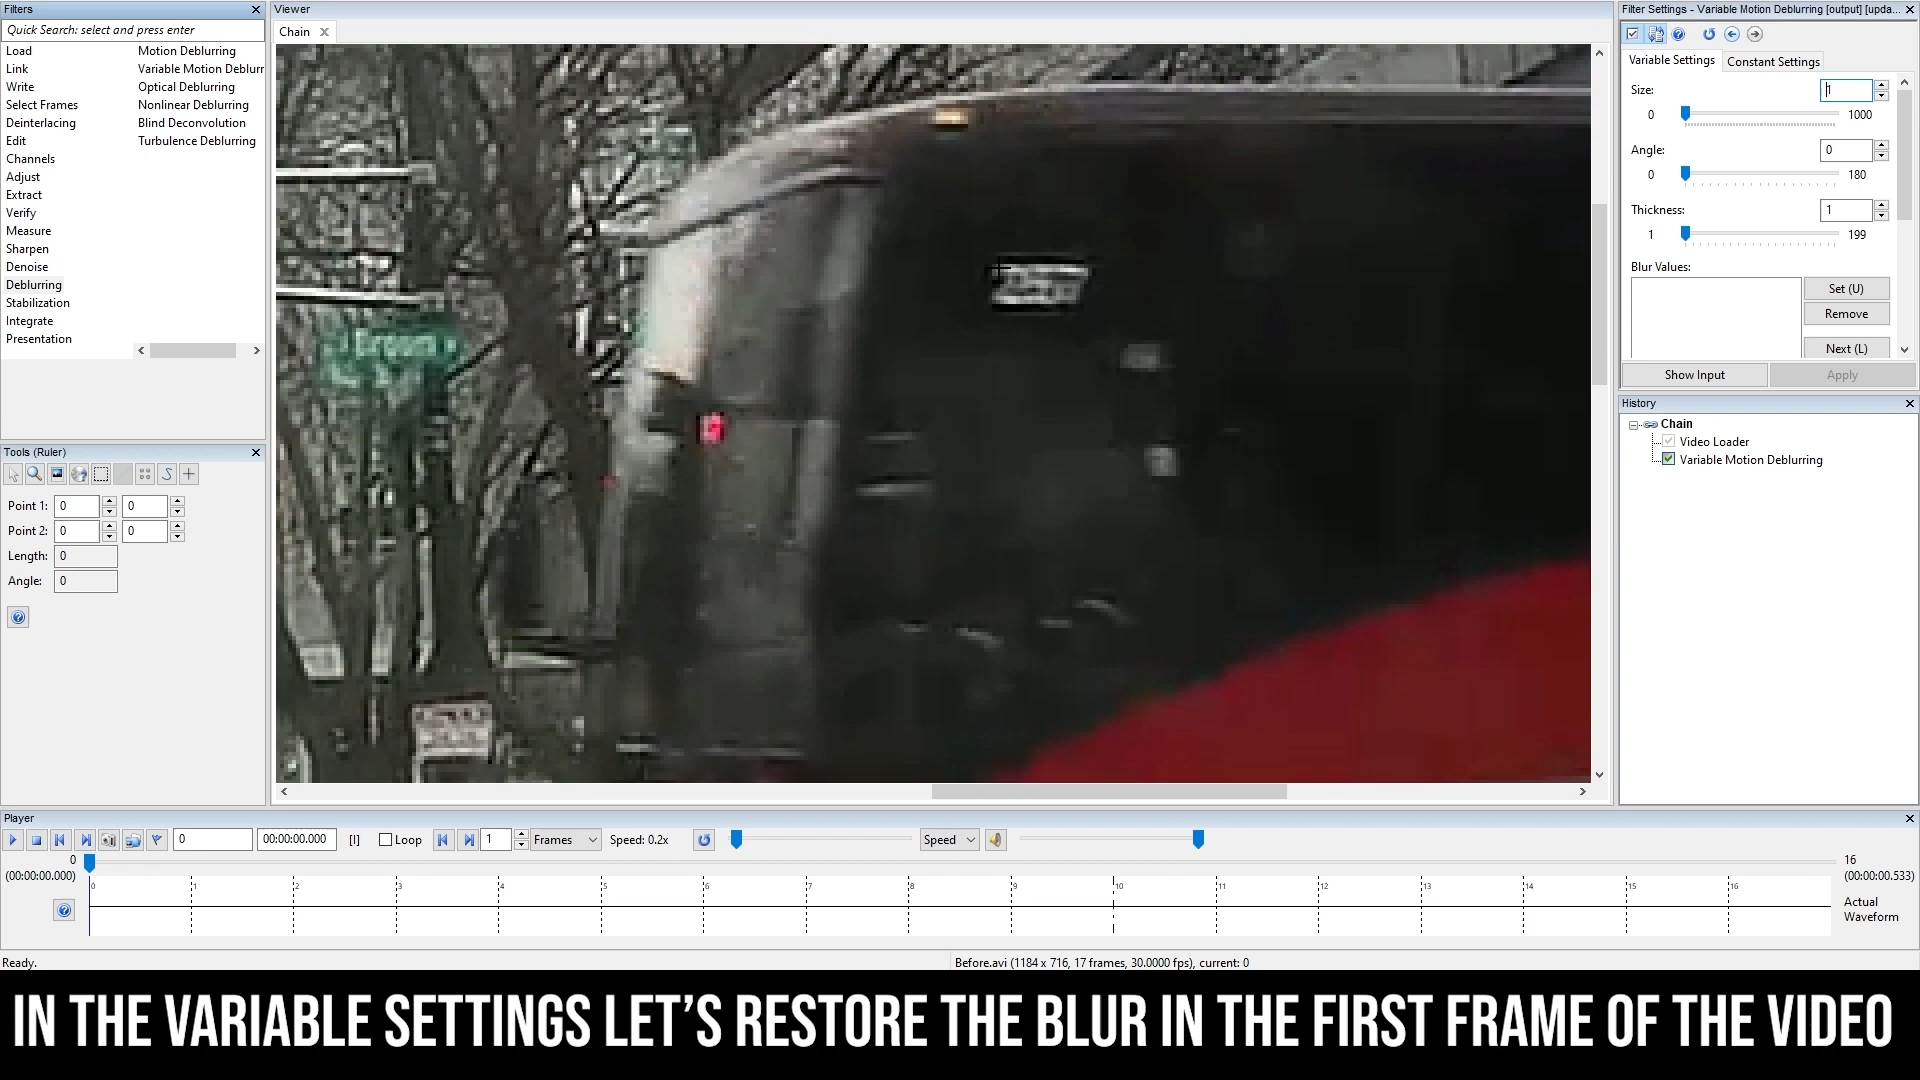 Filters
Quick Search: select and press enter
Load
Link
Write
Select Frames
Deinterlacing
Edit
Channels
Adjust
Extract
Verify
Measure
Sharpen
Denoise
Deblurring
Stabilization
Integrate
Presentation
Motion Deblurring
Variable Motion Deblurr
Optical Deblurring
Nonlinear Deblurring
Blind Deconvolution
Turbulence Deblurring
Tools (Ruler)
Point 1: 0 0
Point 2: 0 0
Length: 0
Angle: 0
Viewer
Chain
Filter Settings - Variable Motion Deblurring [output] [upda...
Variable Settings Constant Settings
Size: 1
0 1000
Angle: 0
0 180
Thickness: 1
1 199
Blur Values:
Set (U)
Remove
Next (L)
Show Input Apply
History
Chain
Video Loader
Variable Motion Deblurring
Player
0 00:00:00.000 [I] Loop 1 Frames Speed: 0.2x Speed
0 16
(00:00:00.000) (00:00:00.533)
0 1 2 3 4 5 6 7 8 9 10 11 12 13 14 15 16
Actual
Waveform
Ready. Before.avi (1184 x 716, 17 frames, 30.0000 fps), current: 0
IN THE VARIABLE SETTINGS LET'S RESTORE THE BLUR IN THE FIRST FRAME OF THE VIDEO